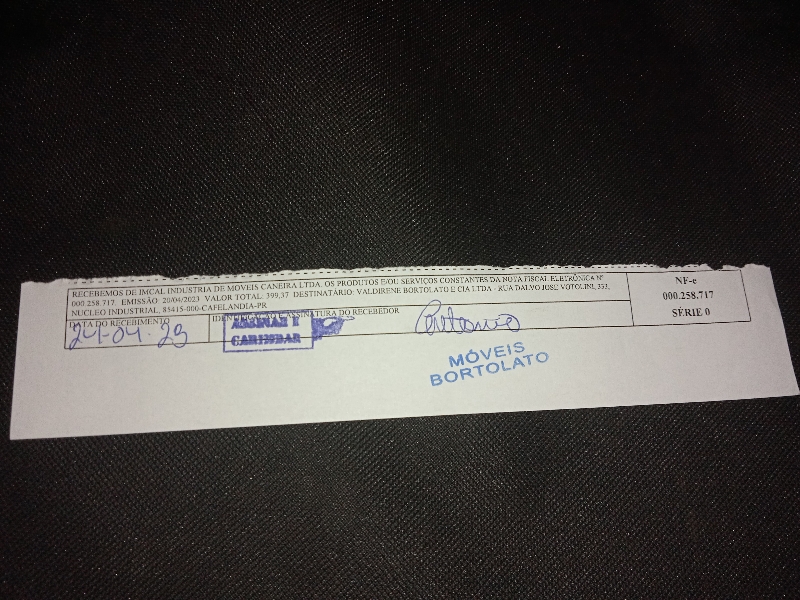 RECEBEMOS DE IMCAL INDUSTRIA DE MOVEIS CANEIRA LTDA. OS PRODUTOS E/OU SERVIÇOS CONSTANTES DA NOTA FISCAL ELETRÔNICA Nº
000.258.717. EMISSÃO: 20/04/2023 VALOR TOTAL: 399,37 DESTINATÁRIO: VALDIRENE BORTOLATO E CIA LTDA - RUA DALVO JOSE VOTOLINI, 353,
NUCLEO INDUSTRIAL, 85415-000-CAFELANDIA-PR
DATA DO RECEBIMENTO
24-04-23
IDENTIFICAÇÃO E ASSINATURA DO RECEBEDOR
ASSINAR E
CARIMBAR
Antonio
MÓVEIS
BORTOLATO
NF-e
000.258.717
SÉRIE 0